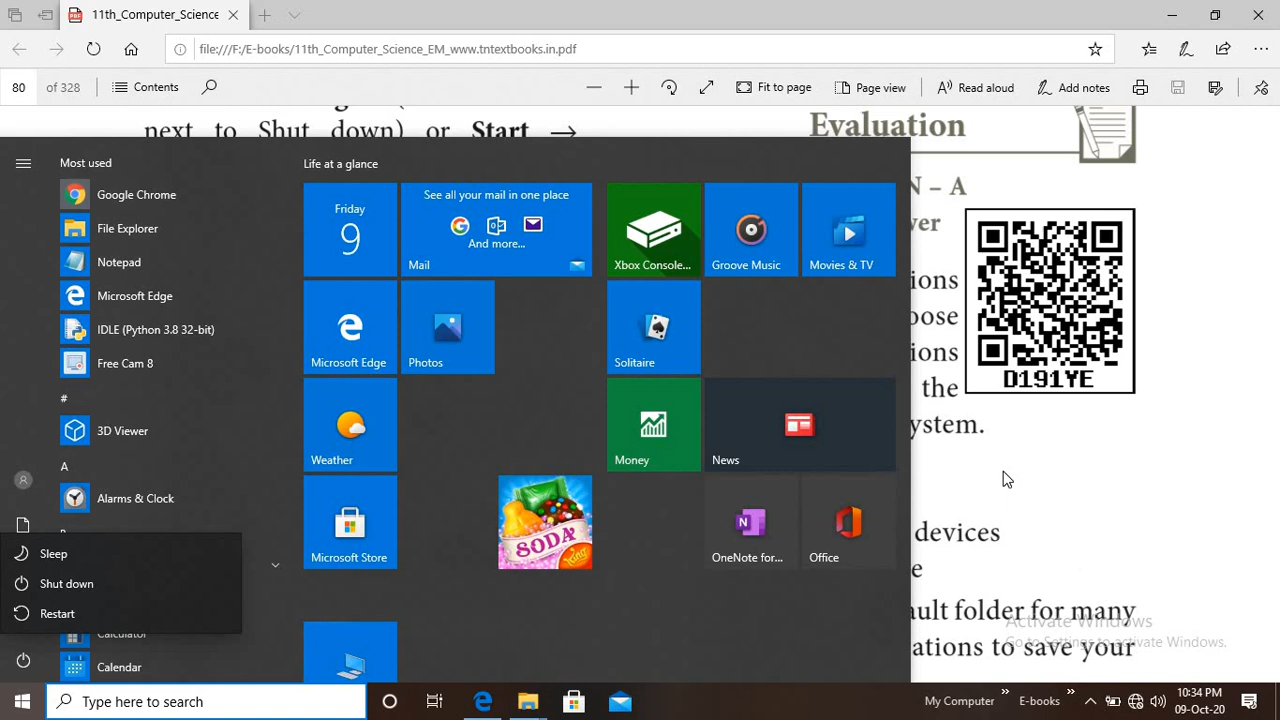 11th_Computer_Science
file:///F:/E-books/11th_Computer_Science_EM_www.tntextbooks.in.pdf
80 of 328 Contents Fit to page Page view Read aloud Add notes
next to Shut down) or Start →
Evaluation
Most used
Google Chrome
File Explorer
Notepad
Microsoft Edge
IDLE (Python 3.8 32-bit)
Free Cam 8
#
3D Viewer
A
Alarms & Clock
Sleep
Shut down
Restart
Calculator
Calendar
Life at a glance
Friday
9
See all your mail in one place
And more...
Mail
Xbox Console...
Groove Music
Movies & TV
Microsoft Edge
Photos
Solitaire
Weather
Money
News
Microsoft Store
SODA
King
OneNote for...
Office
N – A
ver
ions
oose
ions
the
ystem.
D191YE
devices
e
ault folder for many
ations to save your
Activate Windows
Go to Settings to activate Windows.
Type here to search
My Computer
E-books
10:34 PM
09-Oct-20